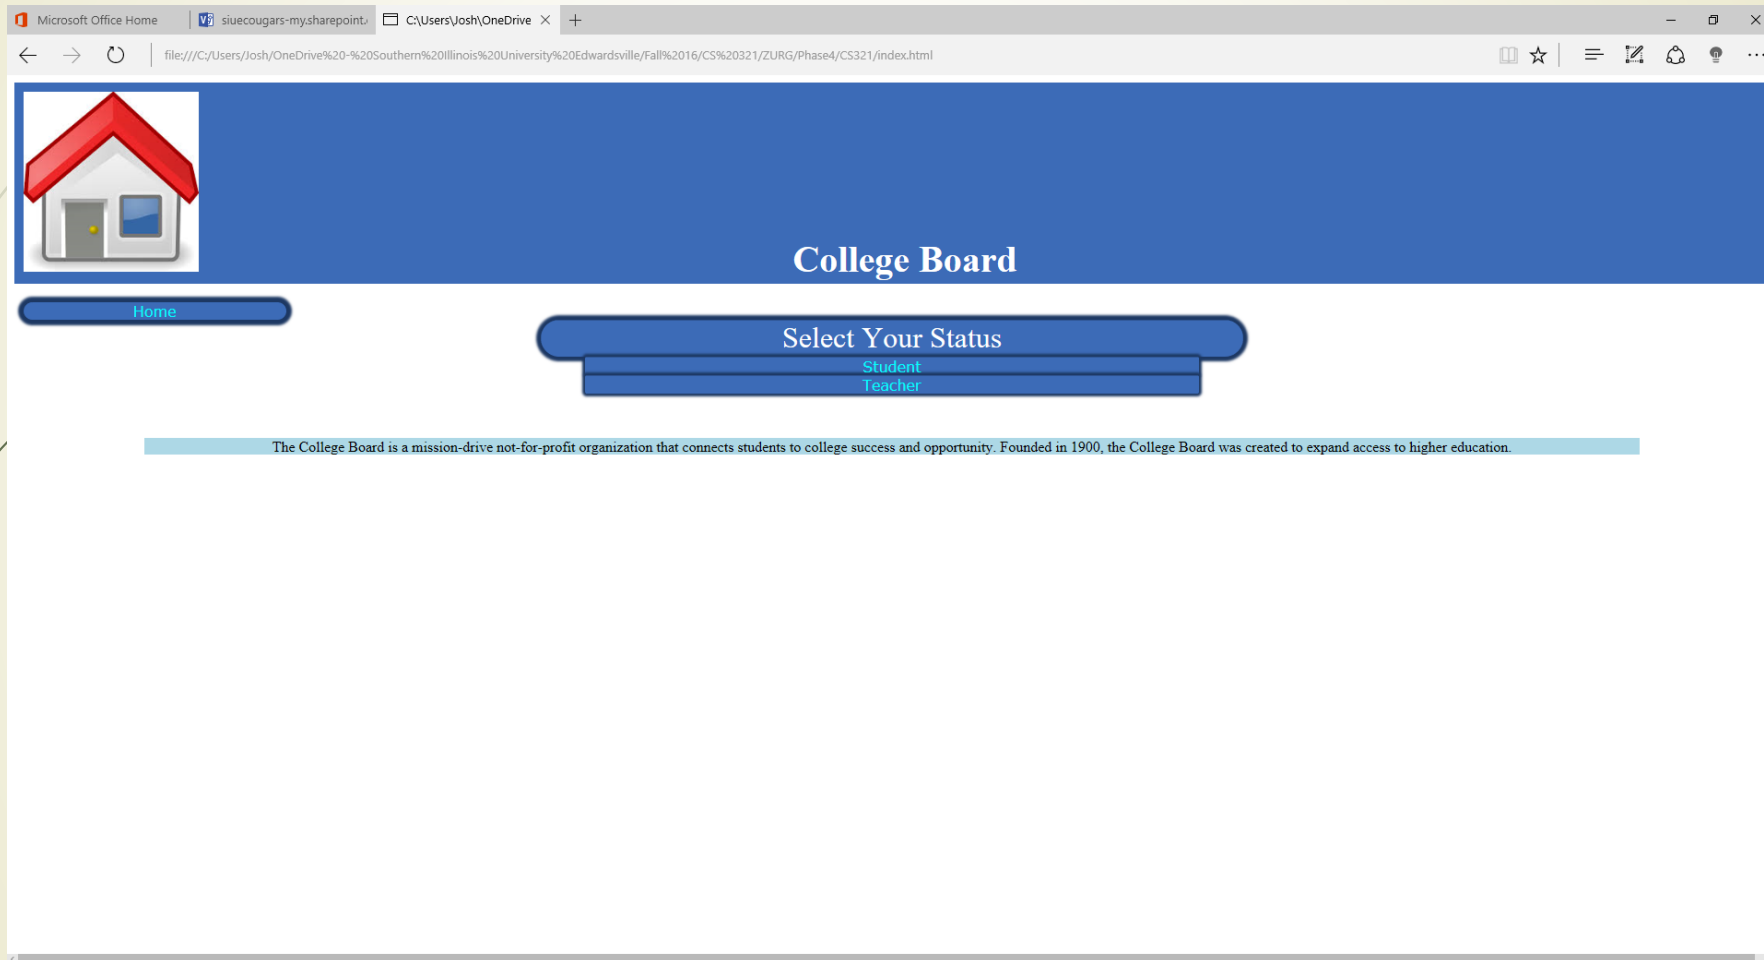 Microsoft Office Home siuecougars-my.sharepoint. C:\Users\Josh\OneDrive
file:///C:/Users/Josh/OneDrive%20-%20Southern%20Illinois%20University%20Edwardsville/Fall%2016/CS%20321/ZURG/Phase4/CS321/index.html
College Board
Home
Select Your Status
Student
Teacher
The College Board is a mission-drive not-for-profit organization that connects students to college success and opportunity. Founded in 1900, the College Board was created to expand access to higher education.